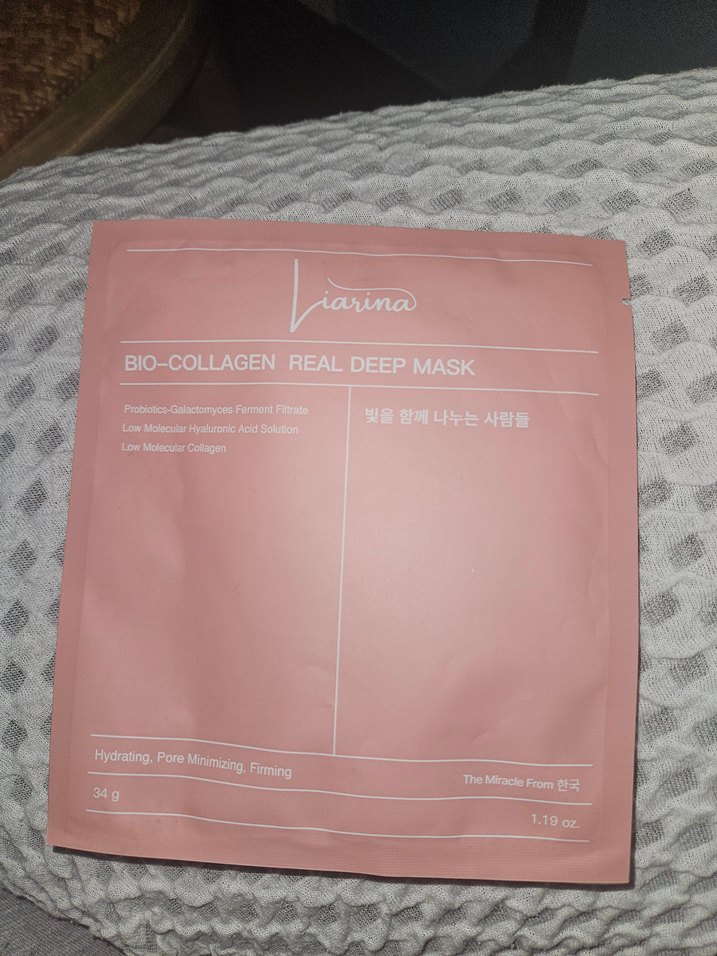 Liarina
BIO-COLLAGEN REAL DEEP MASK
Probiotics-Galactomyces Ferment Filtrate
Low Molecular Hyaluronic Acid Solution
Low Molecular Collagen
빛을 함께 나누는 사람들
Hydrating, Pore Minimizing, Firming
The Miracle From 한국
34 g
1.19 oz.